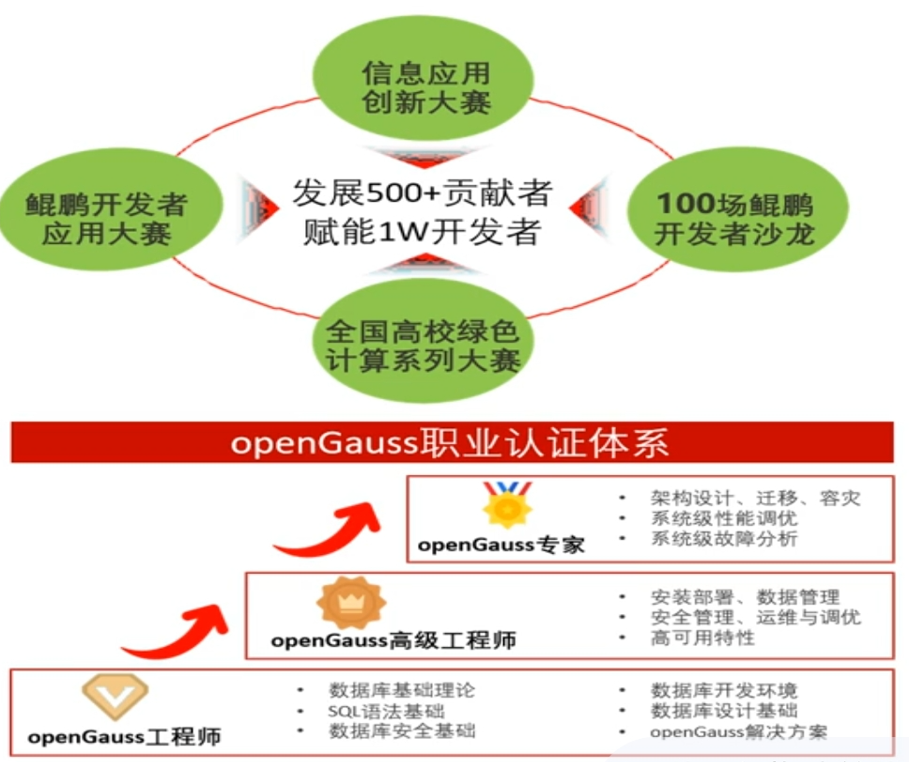 信息应用
创新大赛
鲲鹏开发者
应用大赛
发展500+贡献者
赋能1W开发者
100场鲲鹏
开发者沙龙
全国高校绿色
计算系列大赛
openGauss职业认证体系
openGauss专家
• 架构设计、迁移、容灾
• 系统级性能调优
• 系统级故障分析
openGauss高级工程师
• 安装部署、数据管理
• 安全管理、运维与调优
• 高可用特性
openGauss工程师
• 数据库基础理论
• SQL语法基础
• 数据库安全基础
• 数据库开发环境
• 数据库设计基础
• openGauss解决方案